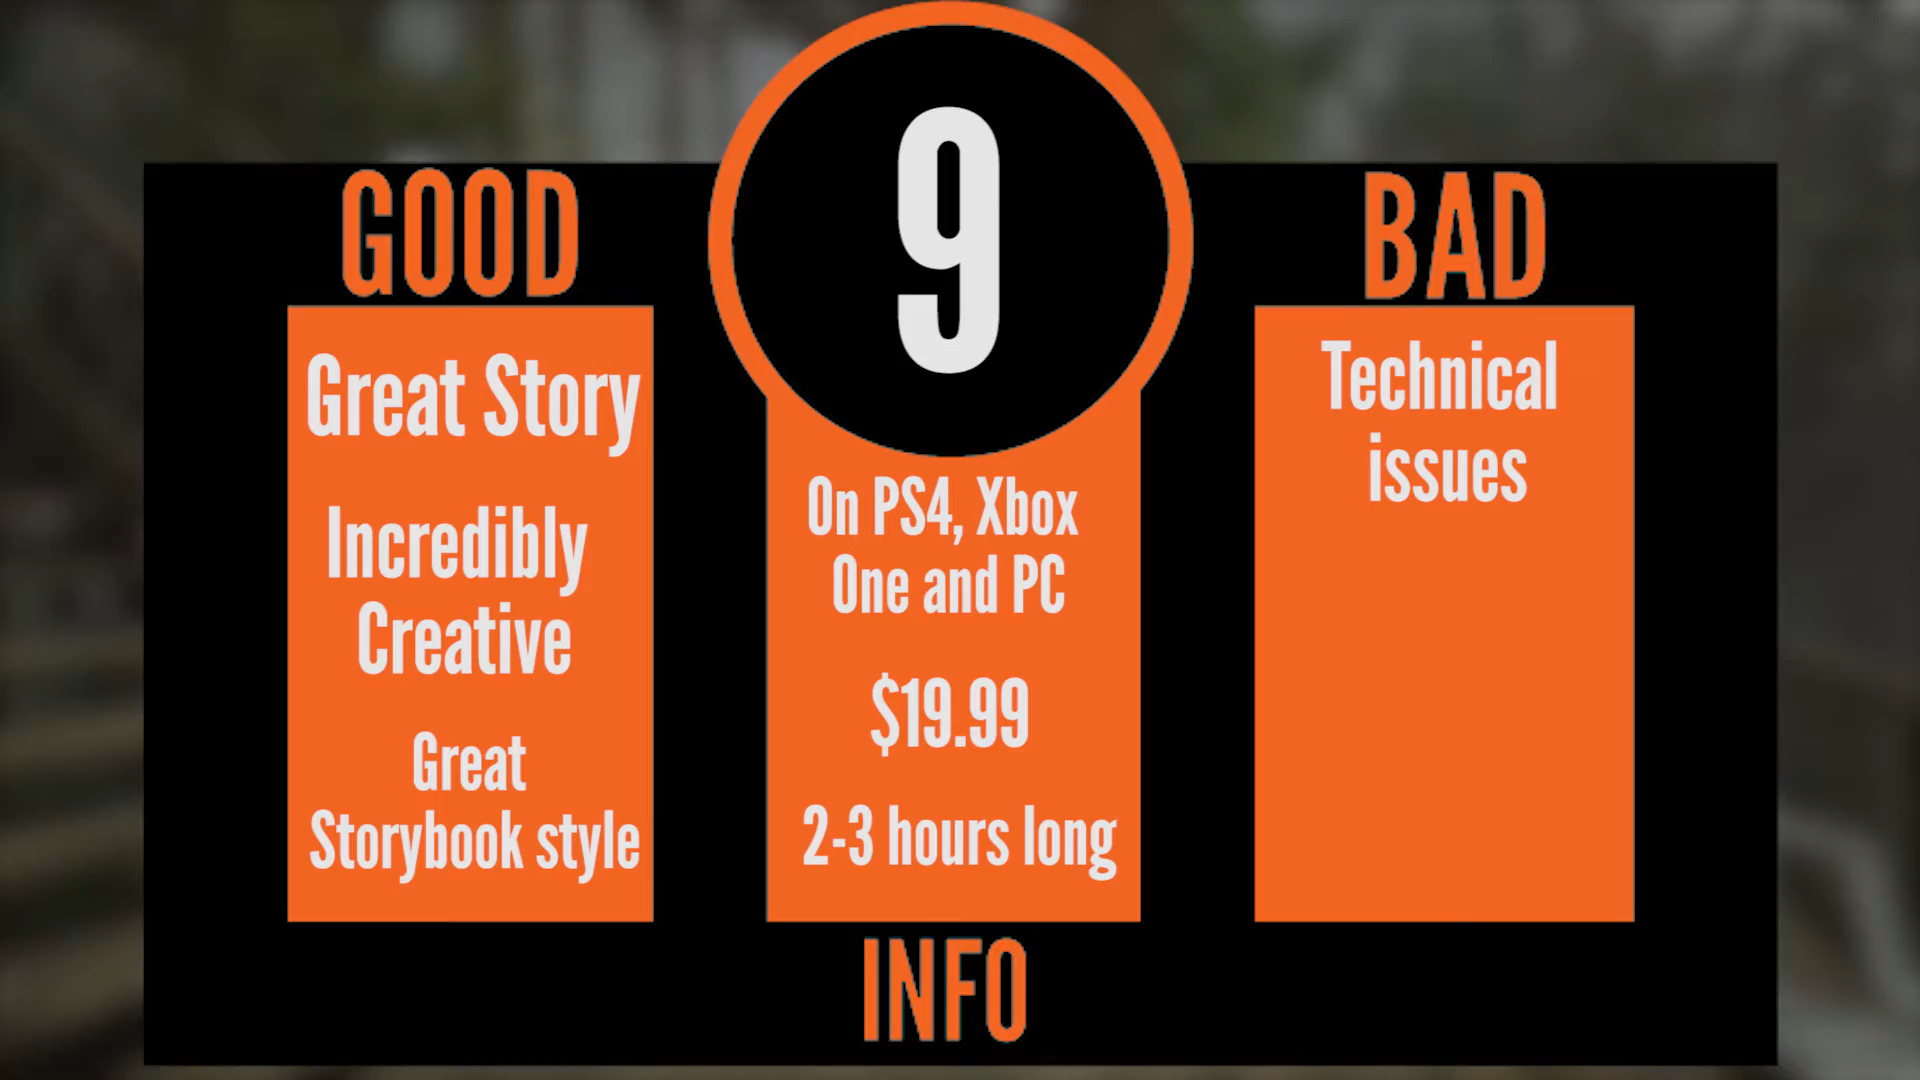 9
GOOD
Great Story
Incredibly
Creative
Great
Storybook style
On PS4, Xbox
One and PC
$19.99
2-3 hours long
INFO
BAD
Technical
issues